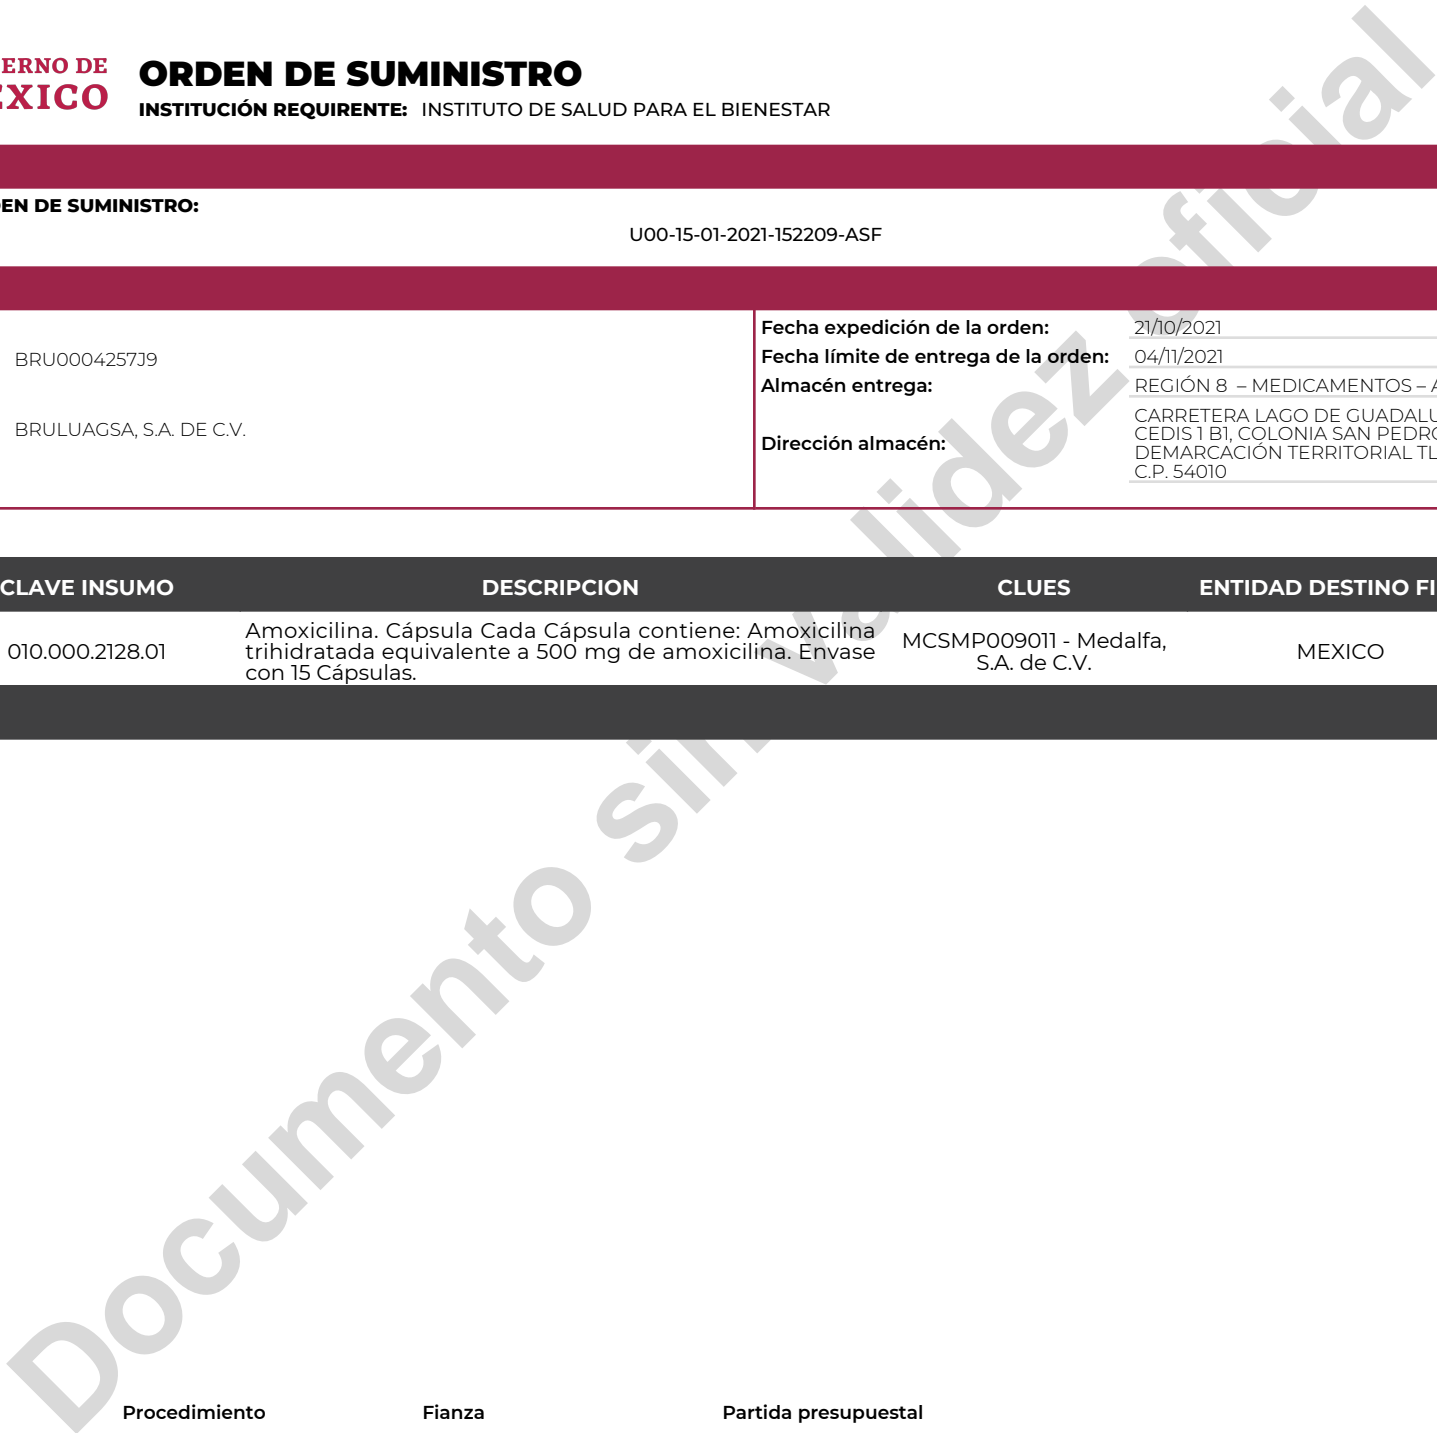 ERNO DE
EXICO
ORDEN DE SUMINISTRO
INSTITUCIÓN REQUIRENTE: INSTITUTO DE SALUD PARA EL BIENESTAR
EN DE SUMINISTRO:
U00-15-01-2021-152209-ASF
BRU0004257J9
BRULUAGSA, S.A. DE C.V.
Fecha expedición de la orden: 21/10/2021
Fecha límite de entrega de la orden: 04/11/2021
Almacén entrega: REGIÓN 8 – MEDICAMENTOS – A
Dirección almacén:
CARRETERA LAGO DE GUADALU
CEDIS 1 B1, COLONIA SAN PEDRO
DEMARCACIÓN TERRITORIAL TL
C.P. 54010
CLAVE INSUMO DESCRIPCION CLUES ENTIDAD DESTINO FI
010.000.2128.01
Amoxicilina. Cápsula Cada Cápsula contiene: Amoxicilina
trihidratada equivalente a 500 mg de amoxicilina. Envase
con 15 Cápsulas.
MCSMP009011 - Medalfa,
S.A. de C.V.
MEXICO
Documento sin validez oficial
Procedimiento Fianza Partida presupuestal